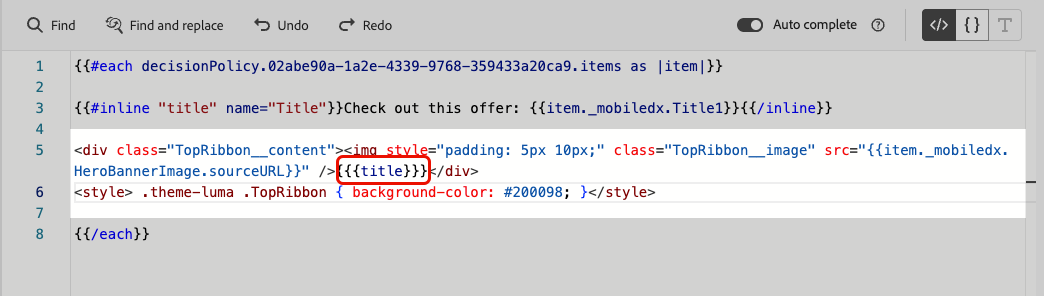 Find Find and replace Undo Redo Auto complete ? </> { } T
1 {{#each decisionPolicy.02abe90a-1a2e-4339-9768-359433a20ca9.items as |item|}}
2
3 {{#inline "title" name="Title"}}Check out this offer: {{item._mobiledx.Title1}}{{/inline}}
4
5 <div class="TopRibbon__content"><img style="padding: 5px 10px;" class="TopRibbon__image" src="{{item._mobiledx.
HeroBannerImage.sourceURL}}" />{{{title}}}</div>
6 <style> .theme-luma .TopRibbon { background-color: #200098; }</style>
7
8 {{/each}}